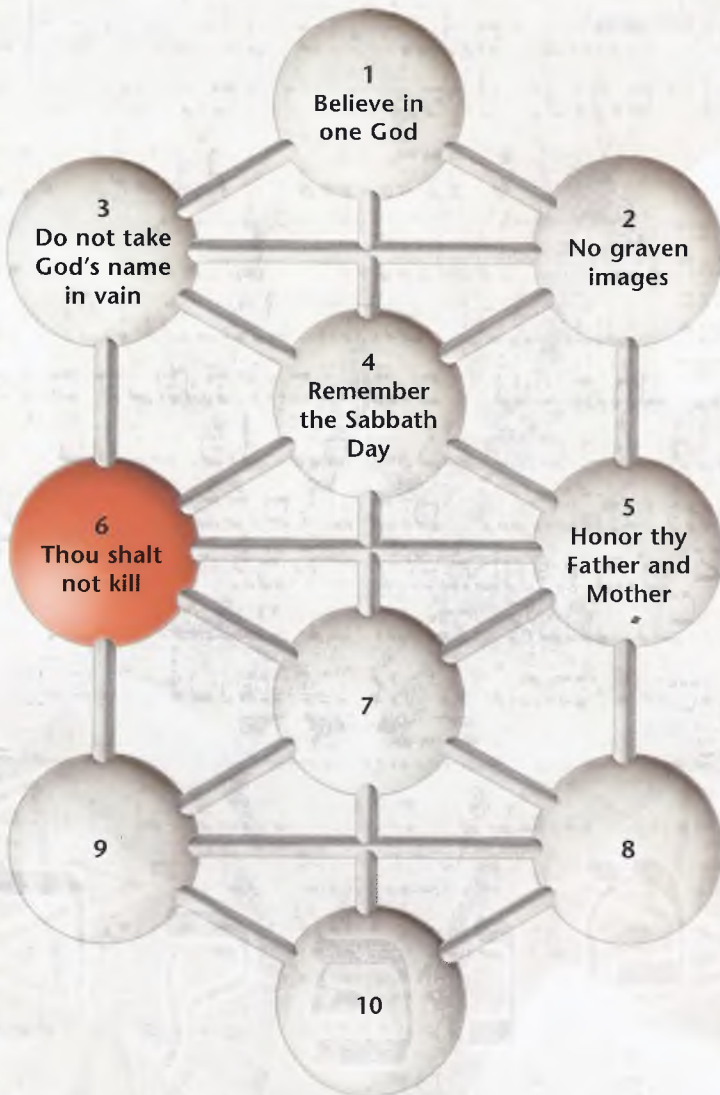 1
Believe in
one God
3
Do not take
God's name
in vain
2
No graven
images
4
Remember
the Sabbath
Day
6
Thou shalt
not kill
5
Honor thy
Father and
Mother
7
9
8
10